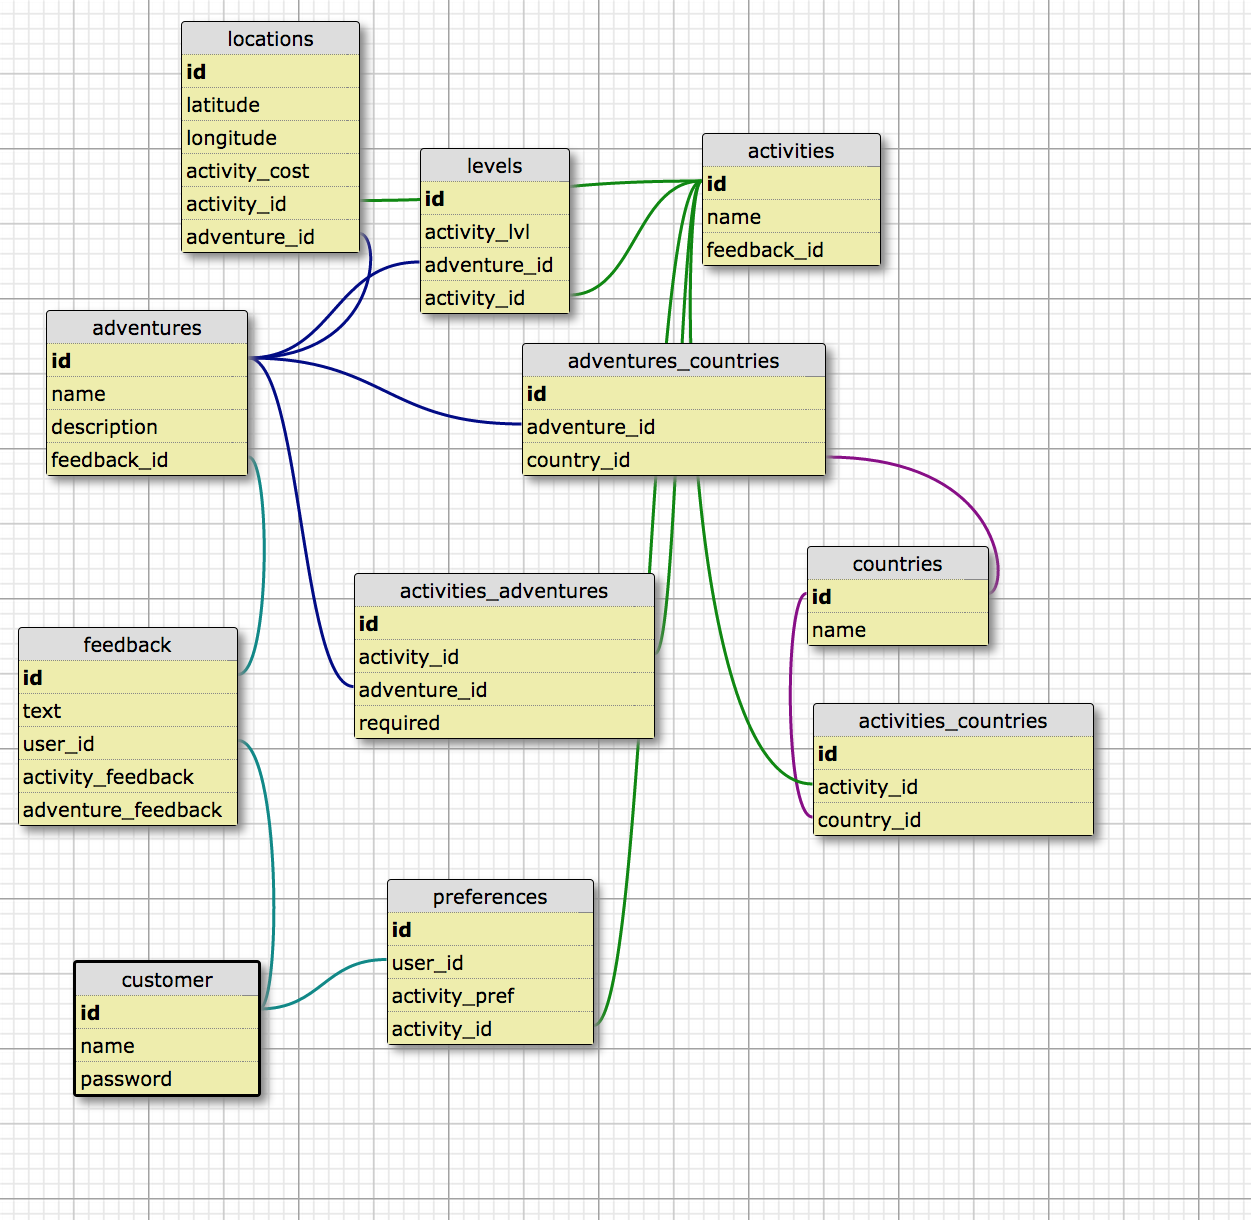 locations
id
latitude
longitude
activity_cost
activity_id
adventure_id
levels
id
activity_lvl
adventure_id
activity_id
activities
id
name
feedback_id
adventures
id
name
description
feedback_id
adventures_countries
id
adventure_id
country_id
countries
id
name
activities_adventures
id
activity_id
adventure_id
required
feedback
id
text
user_id
activity_feedback
adventure_feedback
activities_countries
id
activity_id
country_id
preferences
id
user_id
activity_pref
activity_id
customer
id
name
password